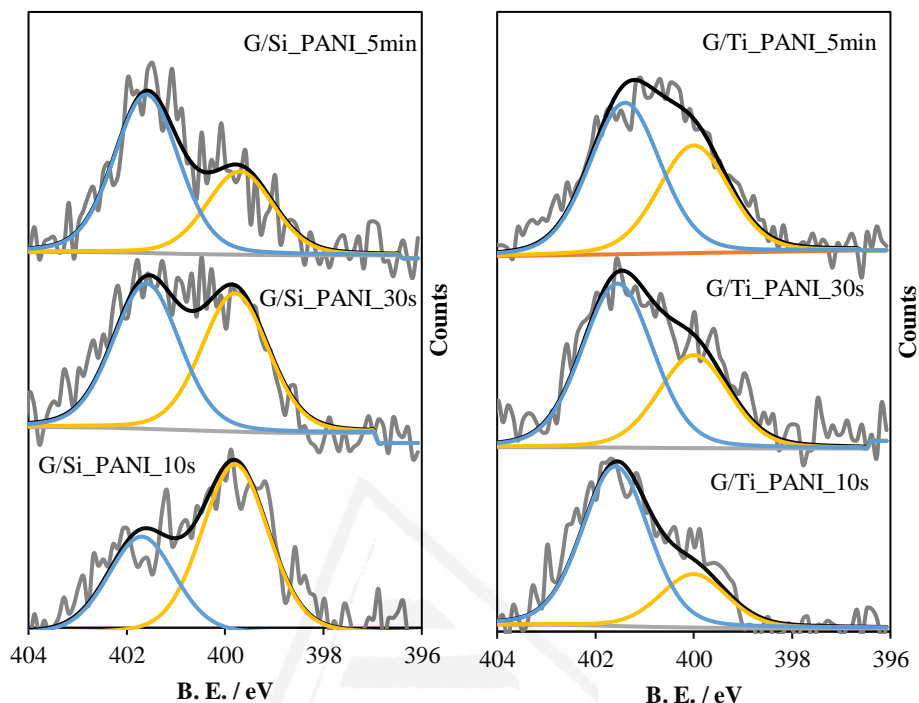 G/Si_PANI_5min
G/Si_PANI_30s
G/Si_PANI_10s
404
402
400
398
396
B. E. / eV
Counts
G/Ti_PANI_5min
G/Ti_PANI_30s
G/Ti_PANI_10s
404
402
400
398
396
B. E. / eV
Counts